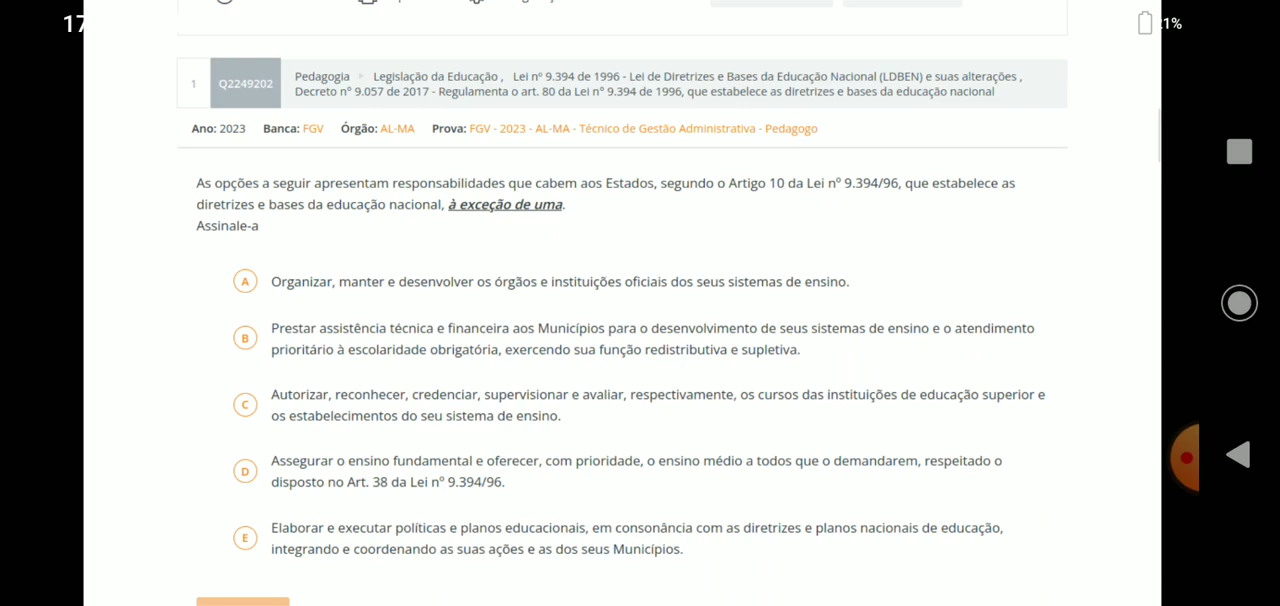 17
1%
1 Q2249202 Pedagogia Legislação da Educação , Lei nº 9.394 de 1996 - Lei de Diretrizes e Bases da Educação Nacional (LDBEN) e suas alterações ,
Decreto nº 9.057 de 2017 - Regulamenta o art. 80 da Lei nº 9.394 de 1996, que estabelece as diretrizes e bases da educação nacional
Ano: 2023 Banca: FGV Órgão: AL-MA Prova: FGV - 2023 - AL-MA - Técnico de Gestão Administrativa - Pedagogo
As opções a seguir apresentam responsabilidades que cabem aos Estados, segundo o Artigo 10 da Lei nº 9.394/96, que estabelece as
diretrizes e bases da educação nacional, à exceção de uma.
Assinale-a
A Organizar, manter e desenvolver os órgãos e instituições oficiais dos seus sistemas de ensino.
B Prestar assistência técnica e financeira aos Municípios para o desenvolvimento de seus sistemas de ensino e o atendimento
prioritário à escolaridade obrigatória, exercendo sua função redistributiva e supletiva.
C Autorizar, reconhecer, credenciar, supervisionar e avaliar, respectivamente, os cursos das instituições de educação superior e
os estabelecimentos do seu sistema de ensino.
D Assegurar o ensino fundamental e oferecer, com prioridade, o ensino médio a todos que o demandarem, respeitado o
disposto no Art. 38 da Lei nº 9.394/96.
E Elaborar e executar políticas e planos educacionais, em consonância com as diretrizes e planos nacionais de educação,
integrando e coordenando as suas ações e as dos seus Municípios.